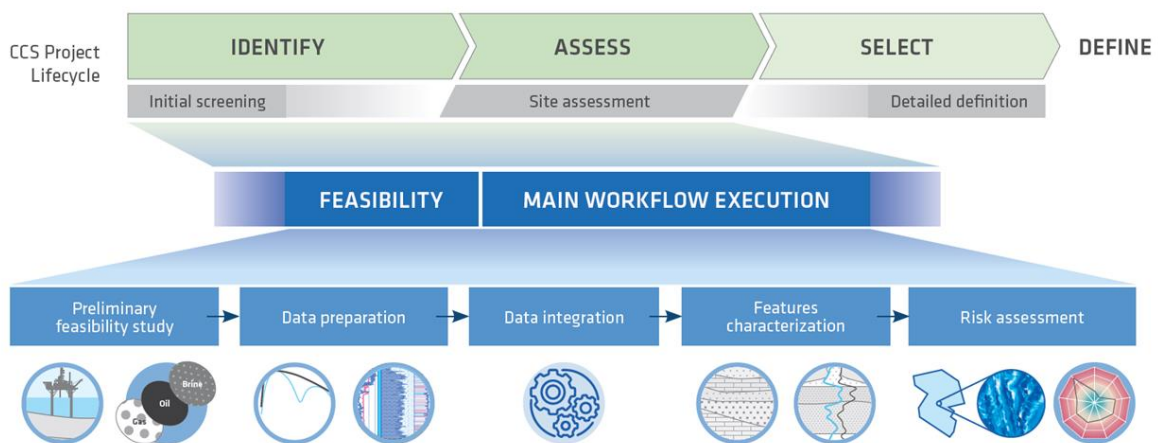 CCS Project
Lifecycle
IDENTIFY
ASSESS
SELECT
DEFINE
Initial screening
Site assessment
Detailed definition
FEASIBILITY
MAIN WORKFLOW EXECUTION
Preliminary
feasibility study
Data preparation
Data integration
Features
characterization
Risk assessment
Brine
Oil
Gas